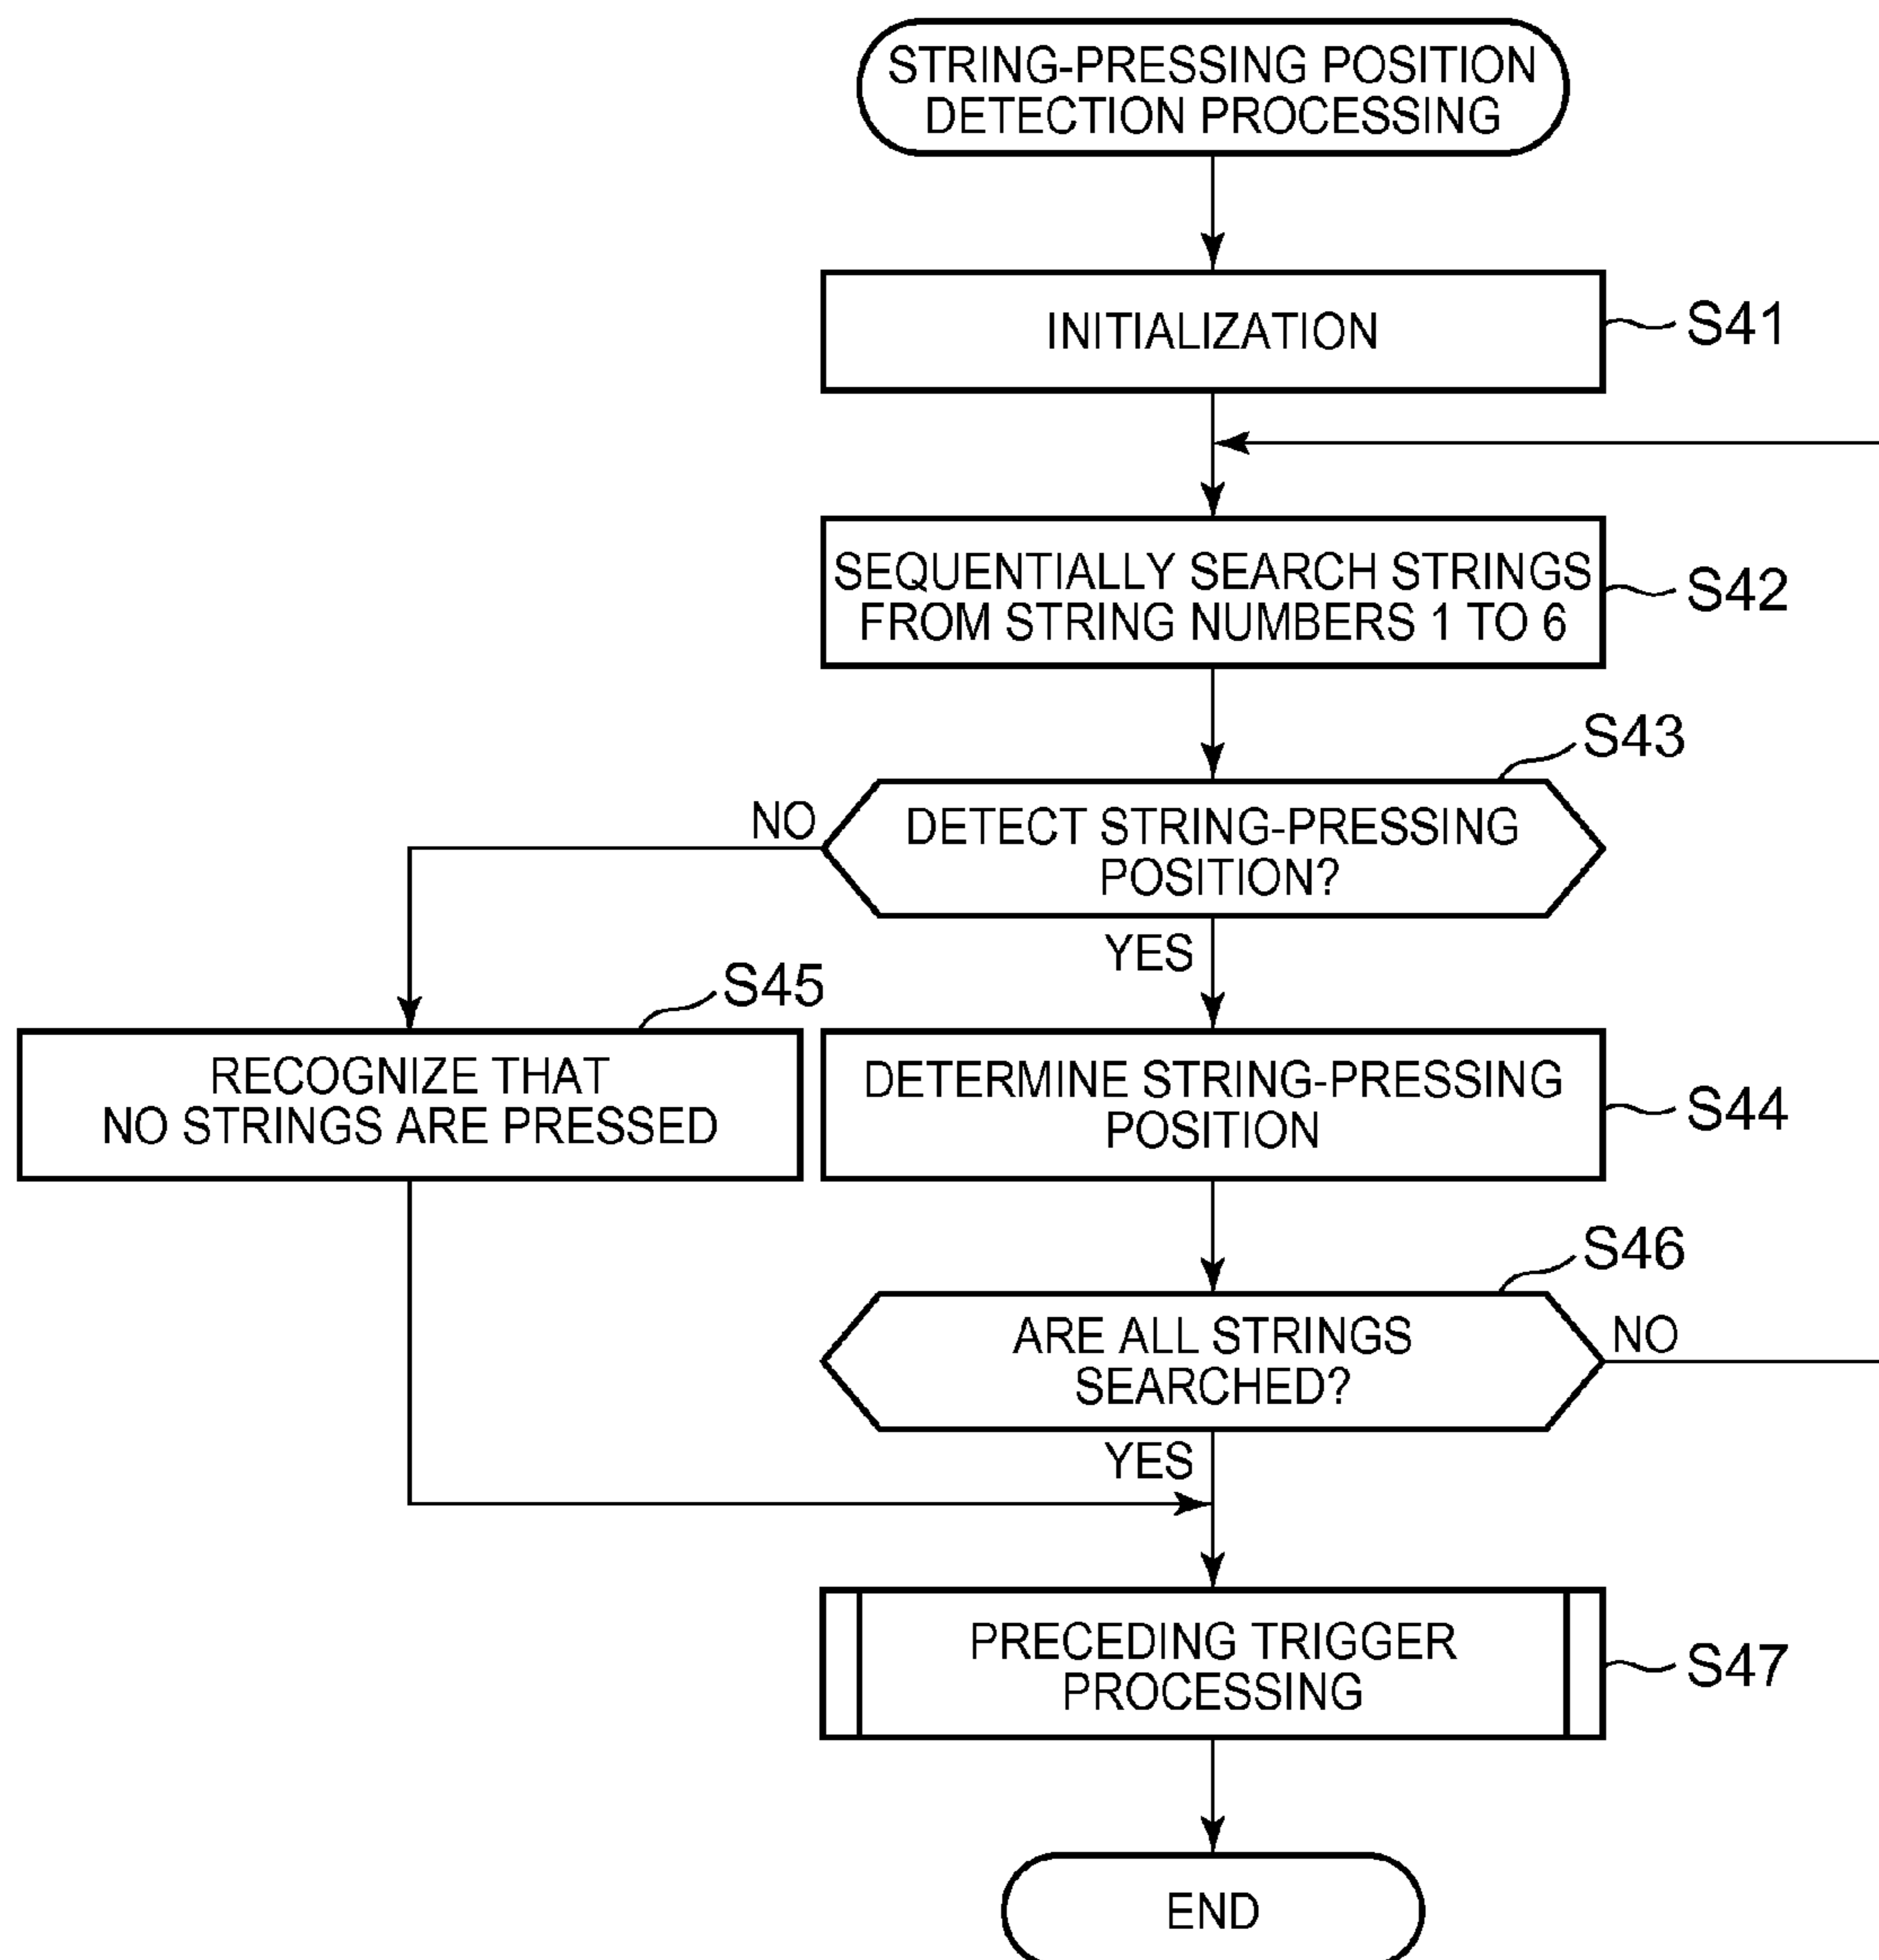 STRING-PRESSING POSITION
DETECTION PROCESSING
INITIALIZATION
S41
SEQUENTIALLY SEARCH STRINGS
FROM STRING NUMBERS 1 TO 6
S42
S43
NO
DETECT STRING-PRESSING
POSITION?
YES
S45
RECOGNIZE THAT
NO STRINGS ARE PRESSED
DETERMINE STRING-PRESSING
POSITION
S44
S46
ARE ALL STRINGS
SEARCHED?
NO
YES
PRECEDING TRIGGER
PROCESSING
S47
END